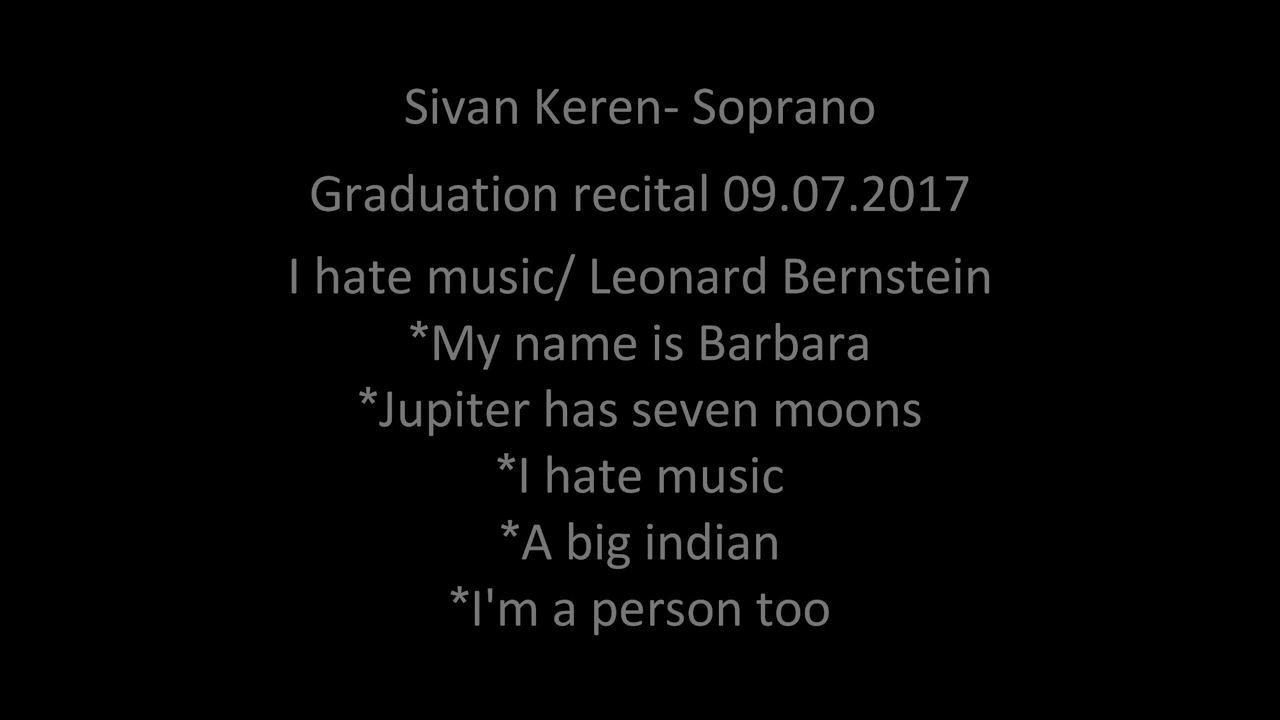 Sivan Keren- Soprano
Graduation recital 09.07.2017
I hate music/ Leonard Bernstein
*My name is Barbara
*Jupiter has seven moons
*I hate music
*A big indian
*I'm a person too